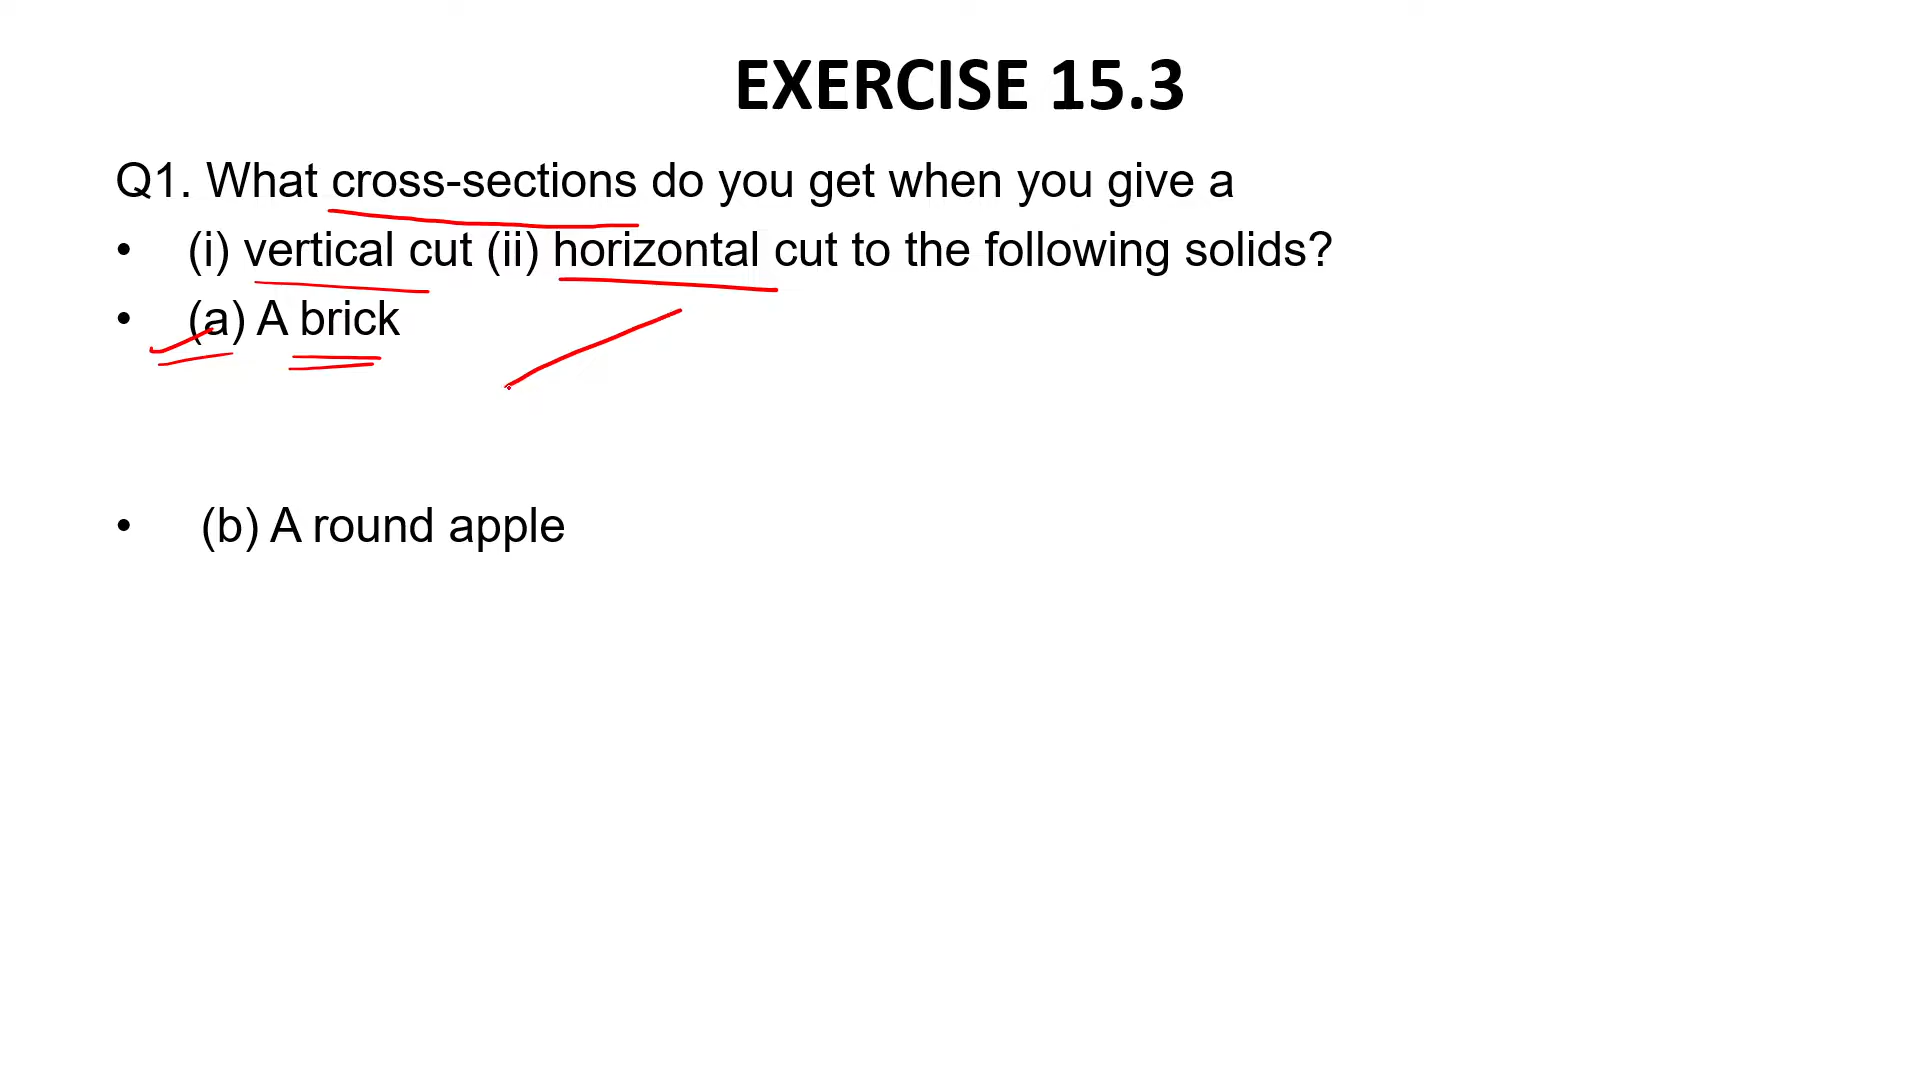 EXERCISE 15.3
Q1. What cross-sections do you get when you give a
• (i) vertical cut (ii) horizontal cut to the following solids?
• (a) A brick
• (b) A round apple